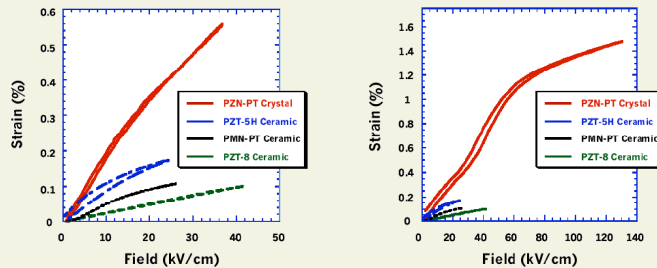 0.6
0.5
0.4
0.3
0.2
0.1
0
Strain (%)
PZN-PT Crystal
PZT-5H Ceramic
PMN-PT Ceramic
PZT-8 Ceramic
0 10 20 30 40 50
Field (kV/cm)
1.6
1.4
1.2
1
0.8
0.6
0.4
0.2
0
Strain (%)
PZN-PT Crystal
PZT-5H Ceramic
PMN-PT Ceramic
PZT-8 Ceramic
0 20 40 60 80 100 120 140
Field (kV/cm)